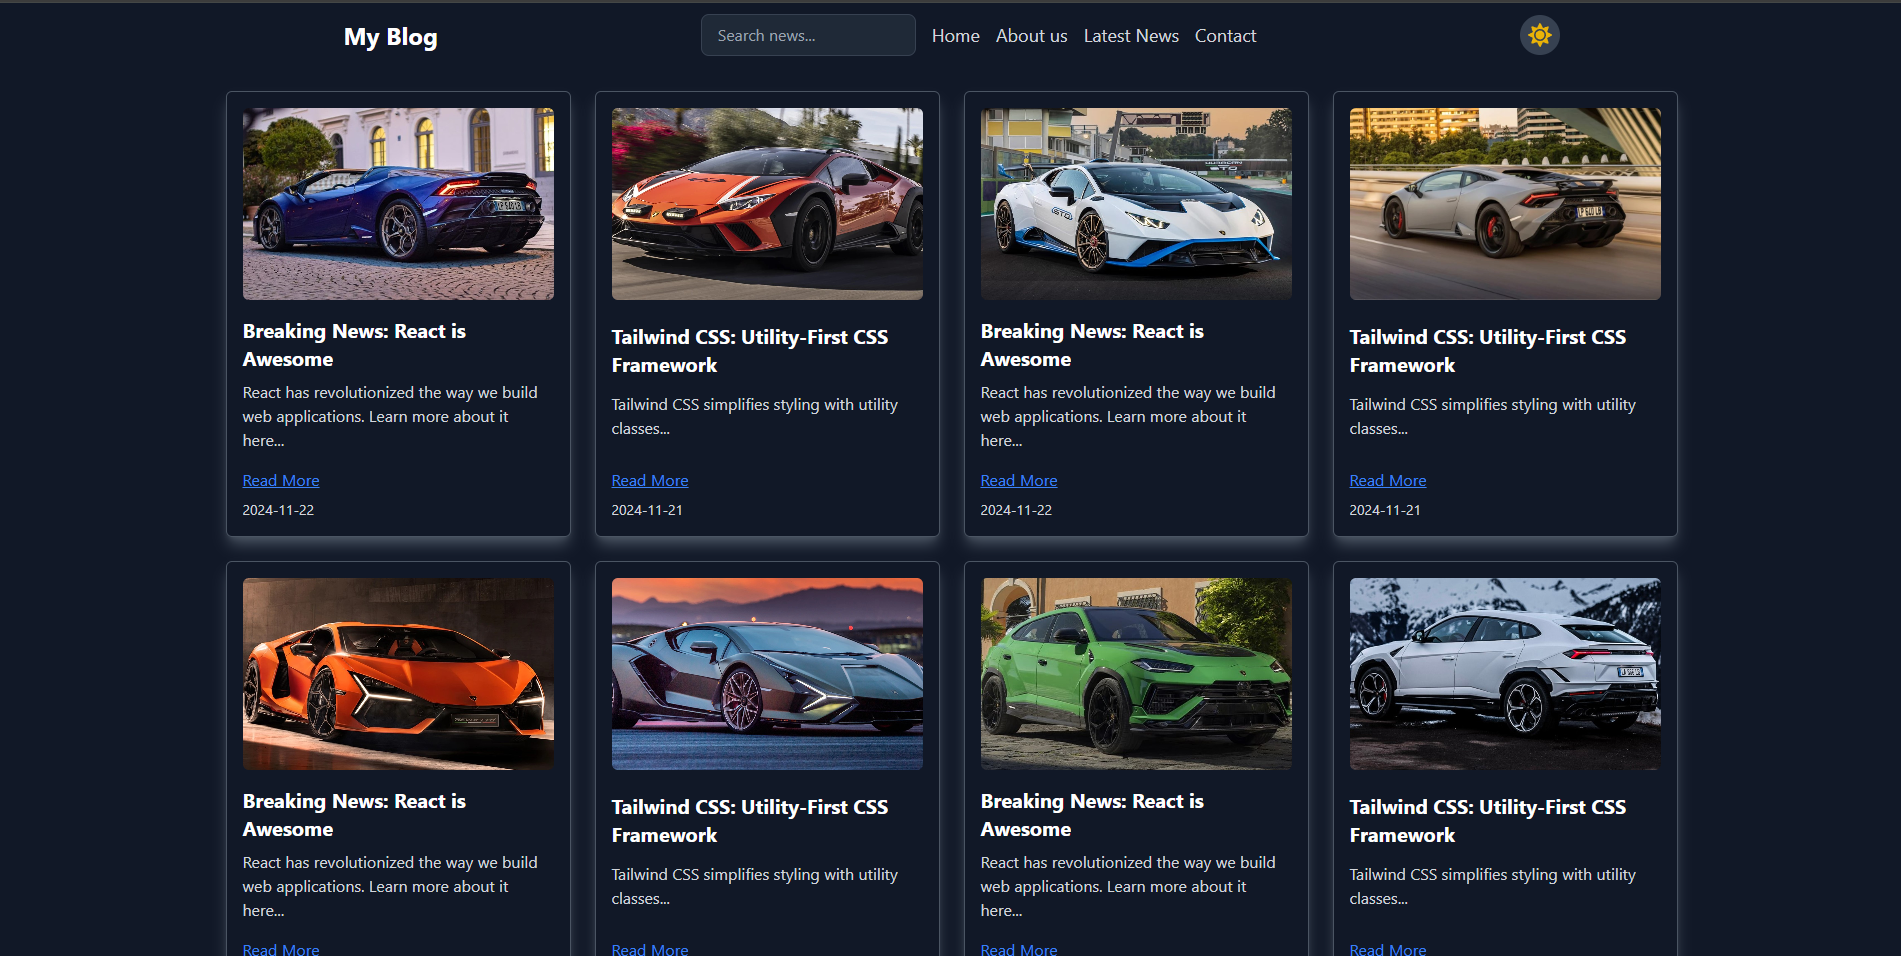 My Blog
Search news...
Home
About us
Latest News
Contact
HURACAN
STO
STO
Breaking News: React is
Awesome
React has revolutionized the way we build
web applications. Learn more about it
here...
Read More
2024-11-22
Tailwind CSS: Utility-First CSS
Framework
Tailwind CSS simplifies styling with utility
classes...
Read More
2024-11-21
Breaking News: React is
Awesome
React has revolutionized the way we build
web applications. Learn more about it
here...
Read More
2024-11-22
Tailwind CSS: Utility-First CSS
Framework
Tailwind CSS simplifies styling with utility
classes...
Read More
2024-11-21
Breaking News: React is
Awesome
React has revolutionized the way we build
web applications. Learn more about it
here...
Read More
Tailwind CSS: Utility-First CSS
Framework
Tailwind CSS simplifies styling with utility
classes...
Read More
Breaking News: React is
Awesome
React has revolutionized the way we build
web applications. Learn more about it
here...
Read More
Tailwind CSS: Utility-First CSS
Framework
Tailwind CSS simplifies styling with utility
classes...
Read More